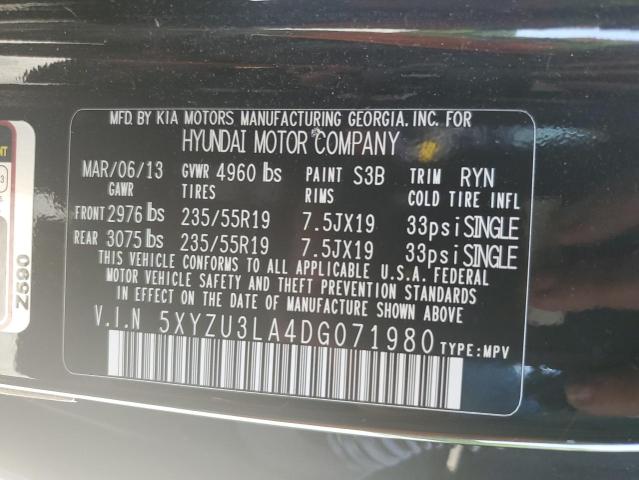 MFD. BY KIA MOTORS MANUFACTURING GEORGIA. INC. FOR
HYUNDAI MOTOR COMPANY
MAR/06/13 GVWR 4960 lbs PAINT S3B TRIM RYN
GAWR TIRES RIMS COLD TIRE INFL
FRONT 2976 lbs 235/55R19 7.5JX19 33psi SINGLE
REAR 3075 lbs 235/55R19 7.5JX19 33psi SINGLE
THIS VEHICLE CONFORMS TO ALL APPLICABLE U.S.A. FEDERAL
MOTOR VEHICLE SAFETY, BUMPER, AND THEFT PREVENTION STANDARDS
IN EFFECT ON THE DATE OF MANUFACTURE SHOWN ABOVE.
V.I.N 5XYZU3LA4DG071980 TYPE:MPV
Z590